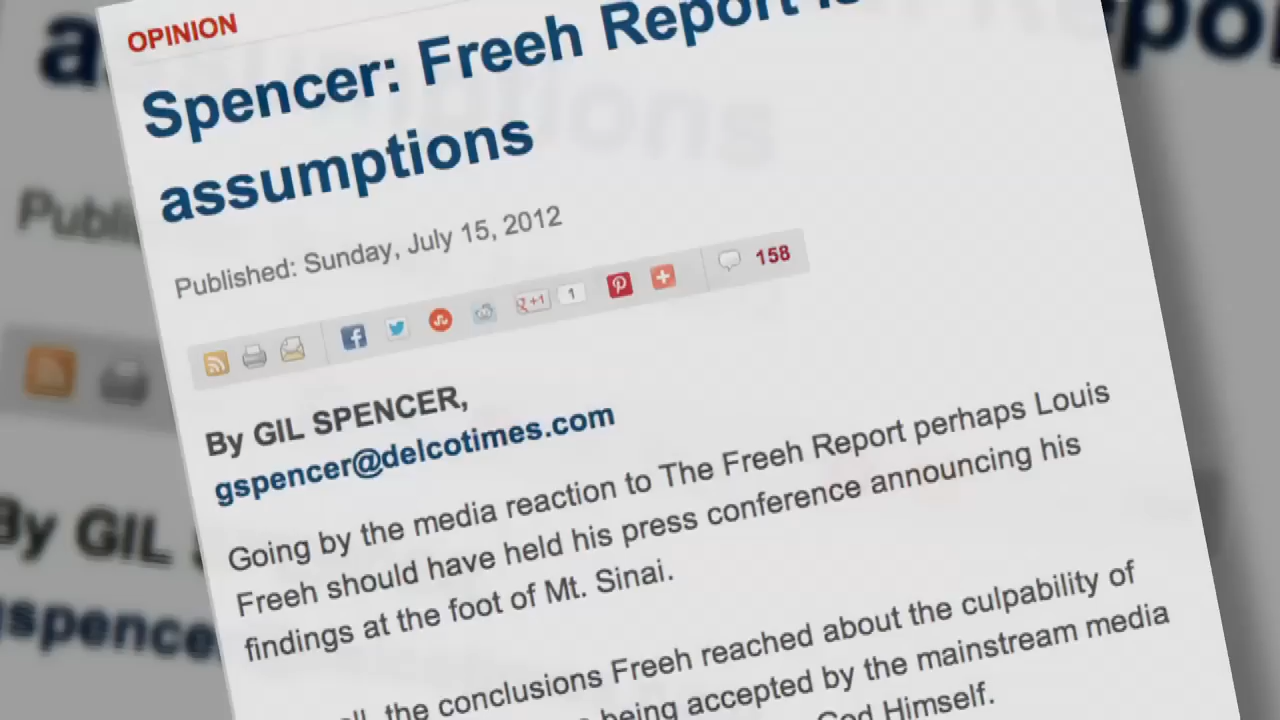 OPINION
Spencer: Freeh Report is
assumptions
Published: Sunday, July 15, 2012
g+1 1 158
By GIL SPENCER,
gspencer@delcotimes.com
Going by the media reaction to The Freeh Report perhaps Louis
Freeh should have held his press conference announcing his
findings at the foot of Mt. Sinai.
the conclusions Freeh reached about the culpability of
being accepted by the mainstream media
God Himself.